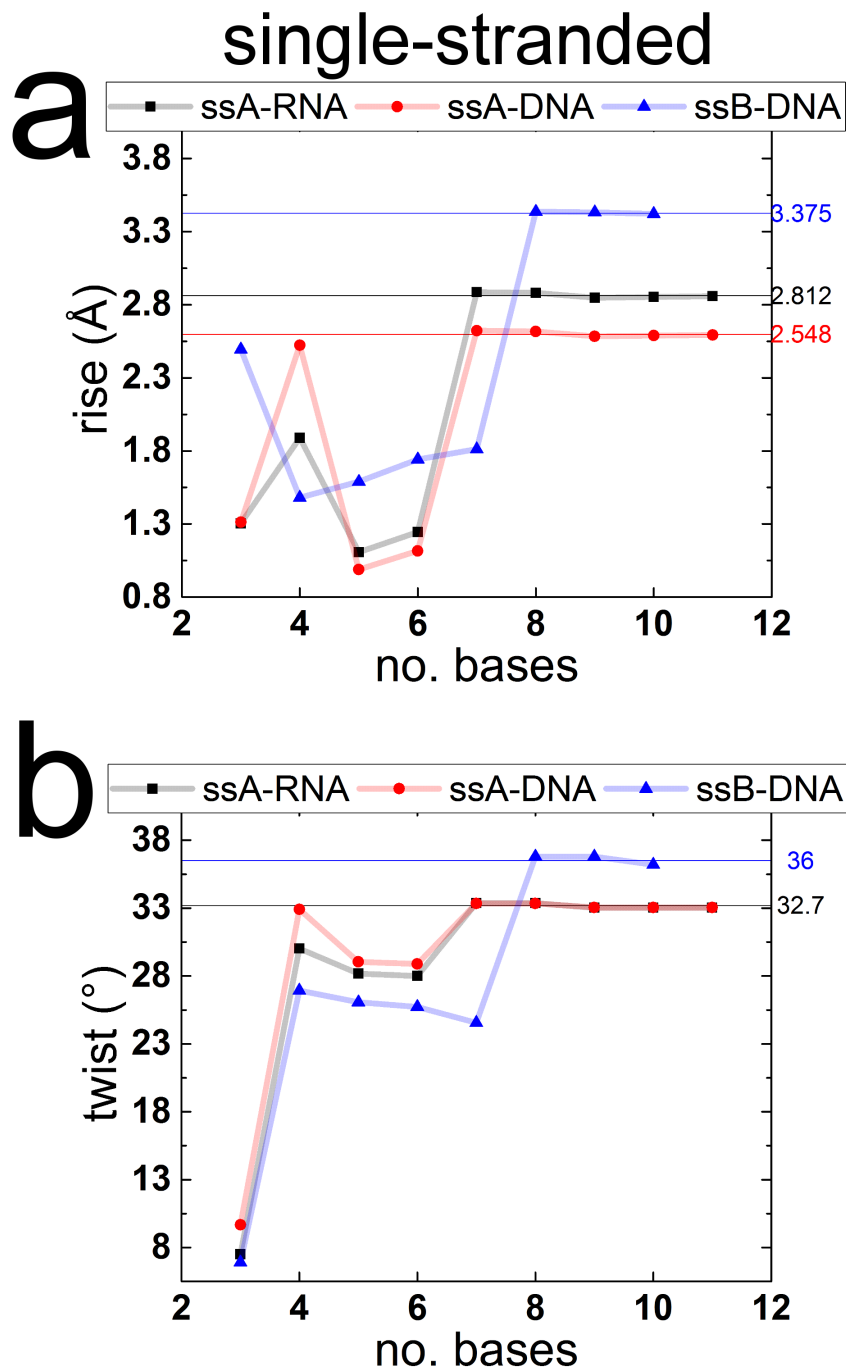 single-stranded
a
ssA-RNA ssA-DNA ssB-DNA
3.8
3.375
3.3
2.812
2.8
2.548
2.3
1.8
1.3
0.8
rise (Å)
2 4 6 8 10 12
no. bases
b
ssA-RNA ssA-DNA ssB-DNA
38
36
33
32.7
28
23
18
13
8
twist (°)
2 4 6 8 10 12
no. bases